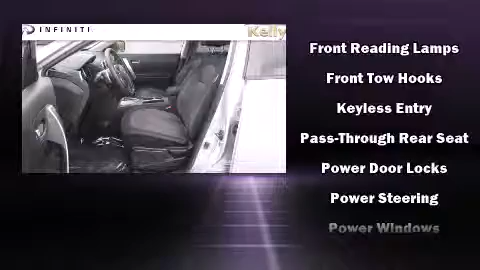 INFINITI
Kelly
Front Reading Lamps
Front Tow Hooks
Keyless Entry
Pass-Through Rear Seat
Power Door Locks
Power Steering
Power Windows